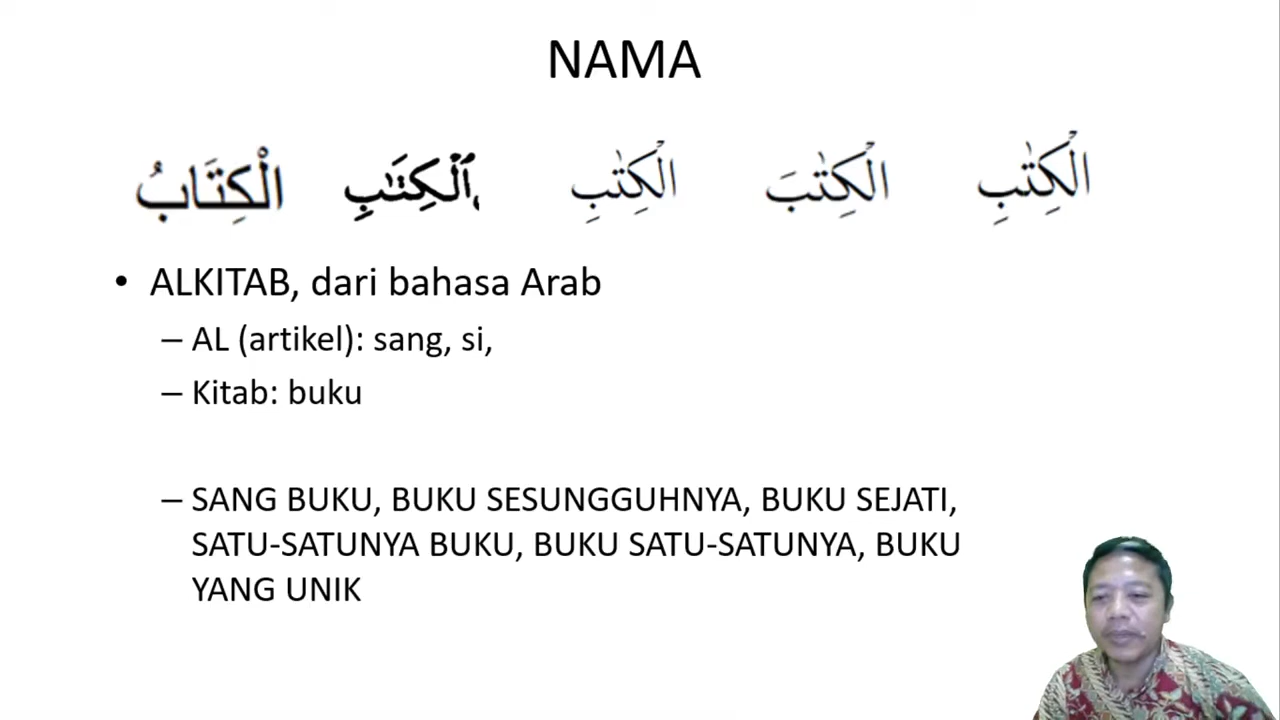 NAMA
الْكِتَابُ ٱلْكِتَـٰبِ الْكِتٰبِ الْكِتٰبَ الْكِتٰبِ
• ALKITAB, dari bahasa Arab
– AL (artikel): sang, si,
– Kitab: buku
– SANG BUKU, BUKU SESUNGGUHNYA, BUKU SEJATI,
SATU-SATUNYA BUKU, BUKU SATU-SATUNYA, BUKU
YANG UNIK